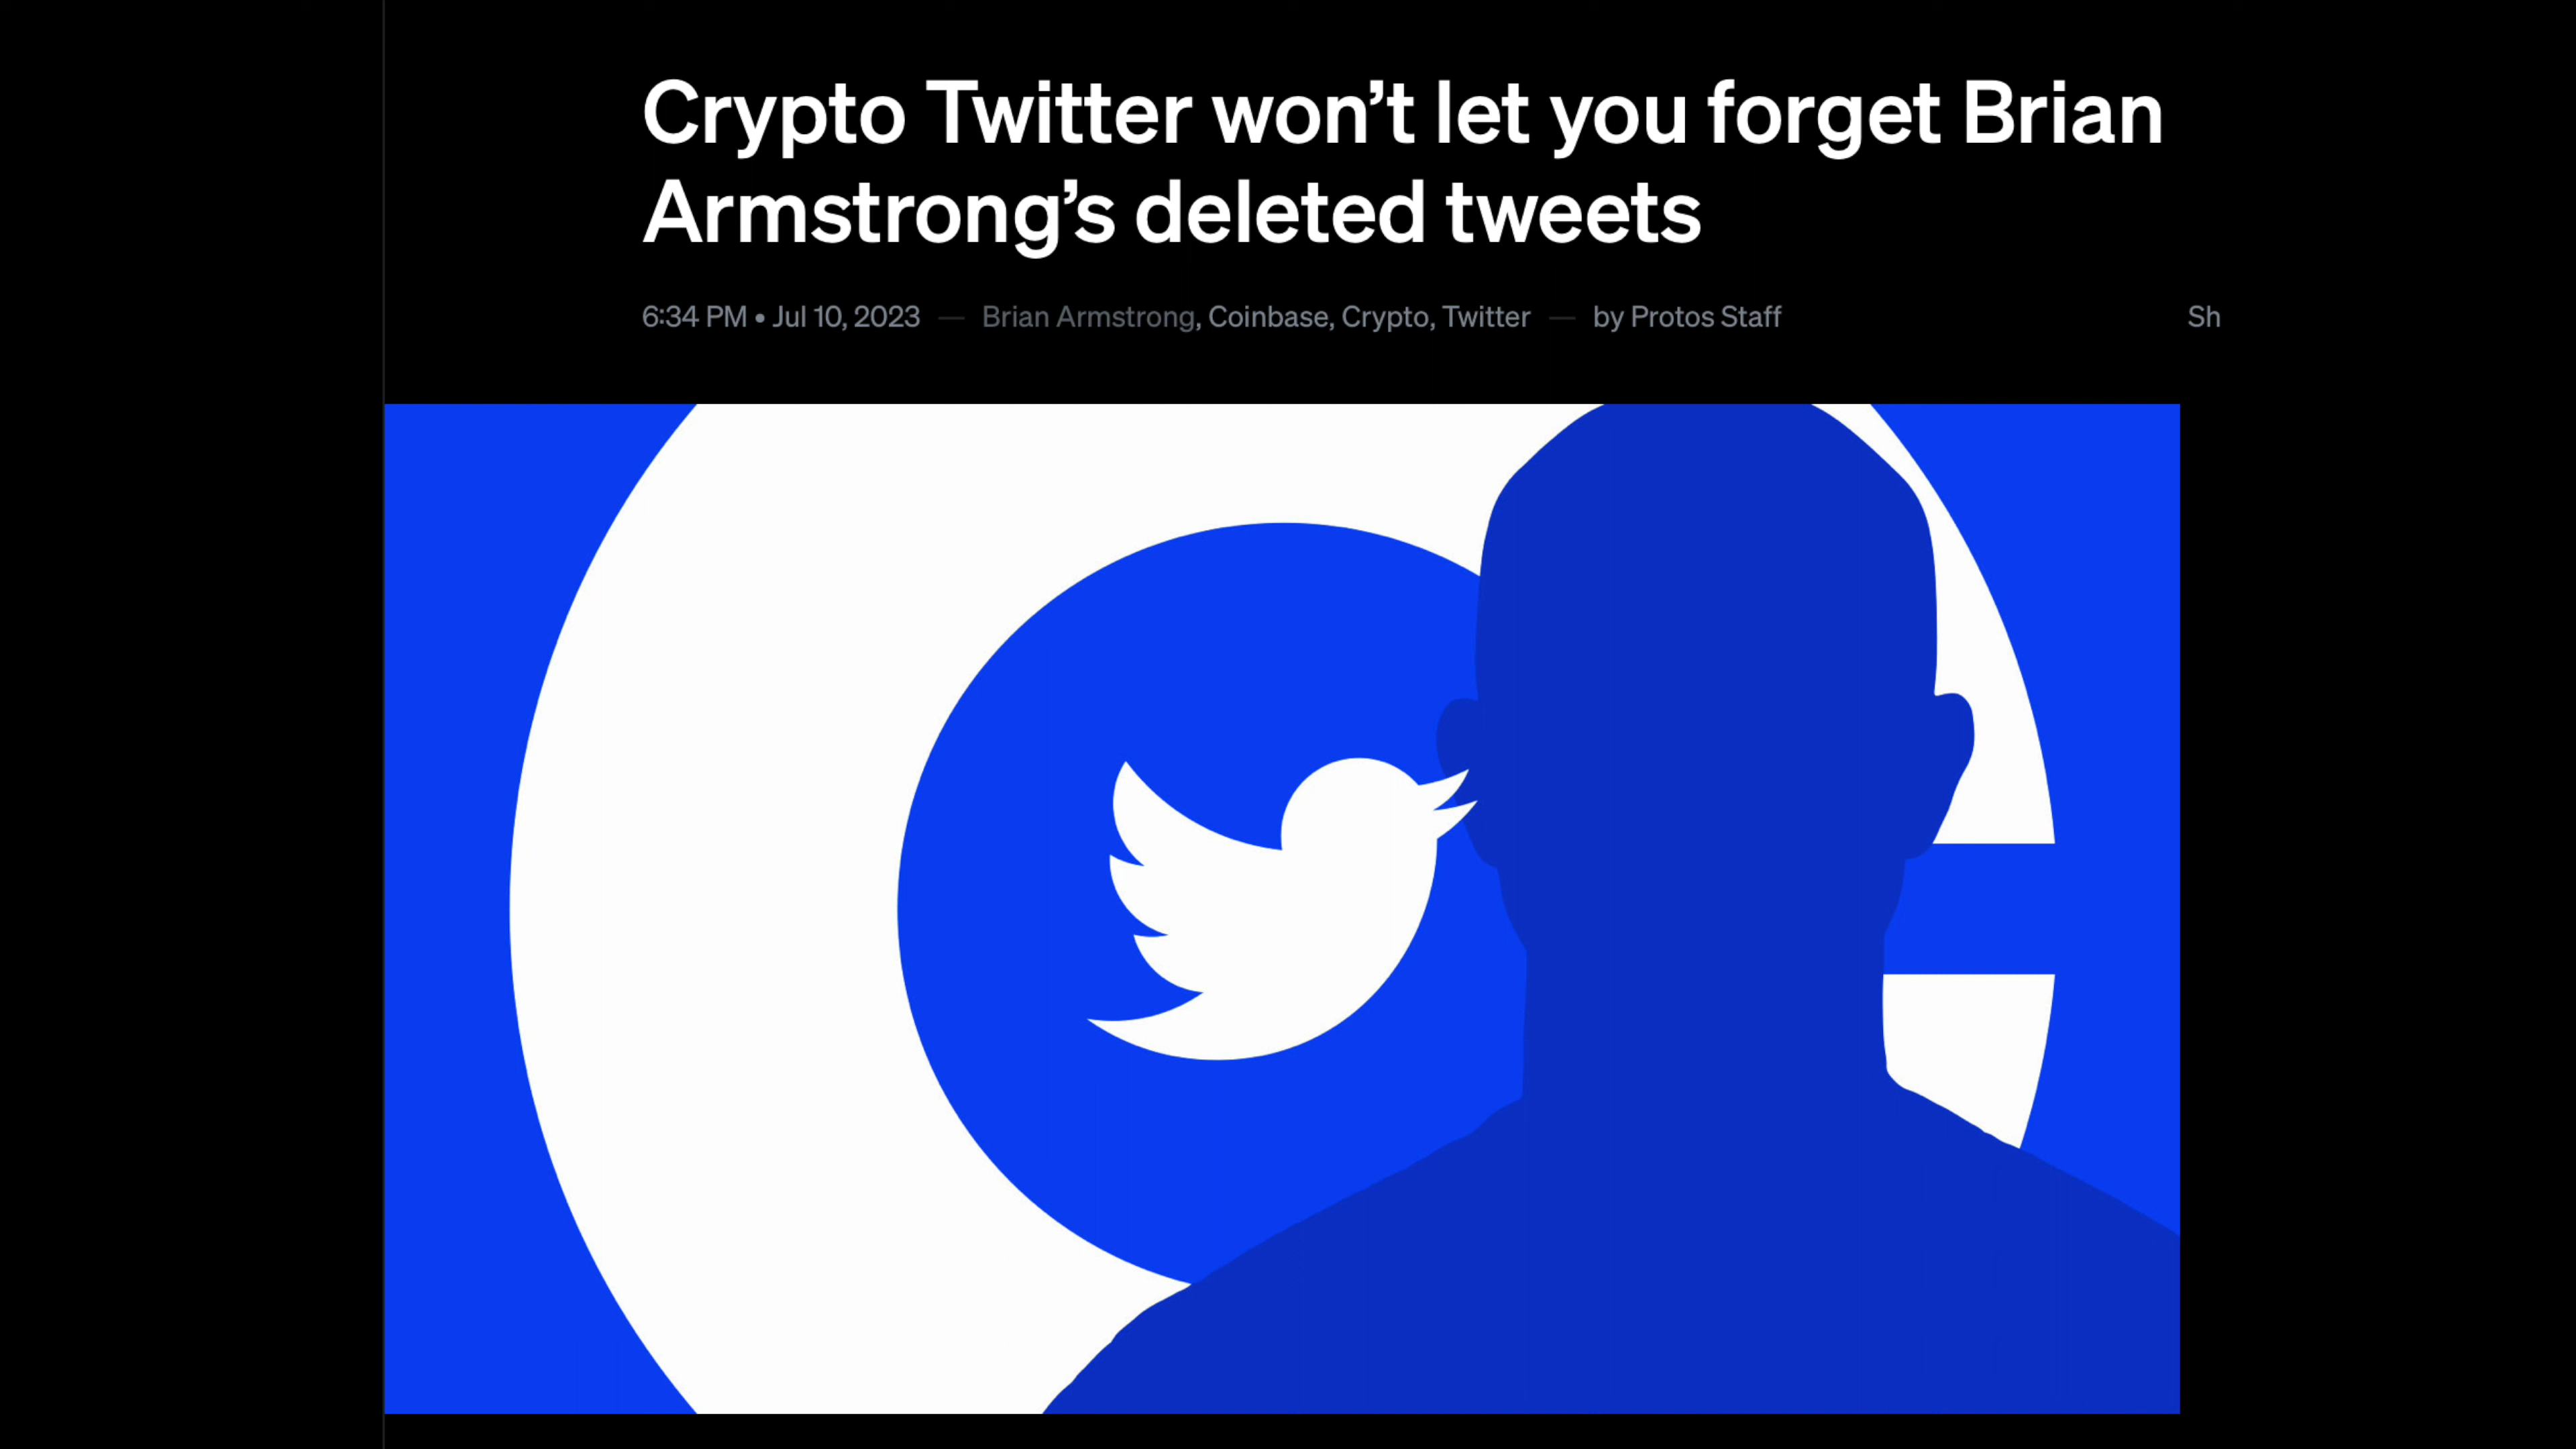 Crypto Twitter won’t let you forget Brian
Armstrong’s deleted tweets
6:34 PM • Jul 10, 2023 — Brian Armstrong, Coinbase, Crypto, Twitter — by Protos Staff
Sh